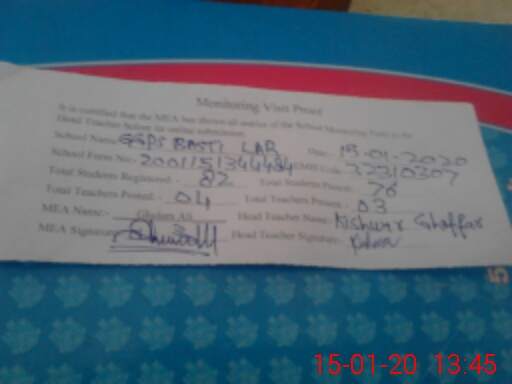 Monitoring Visit Proof
It is certified that the MEA has shown all entries of the School Monitoring Form to the
Head Teacher before its online submission.
School Name: GGPS BASTI LAR Date: 15-01-2020
School Form No:- EMIS Code: 32310307
Total Students Registered:- 82 Total Students Present: 76
Total Teachers Posted:- 04 Total Teachers Present: 03
MEA Name:- Ghulam Ali Head Teacher Name: Kishwar Ghaffar
MEA Signature: Head Teacher Signature: Kishwar
15-01-20 13:45